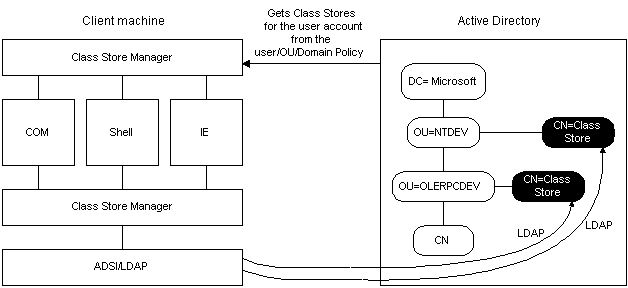 Client machine
Gets Class Stores
for the user account
from the
user/OU/Domain Policy
Active Directory
Class Store Manager
COM
Shell
IE
Class Store Manager
ADSI/LDAP
DC= Microsoft
OU=NTDEV
CN=Class
Store
OU=OLERPCDEV
CN=Class
Store
CN
LDAP
LDAP